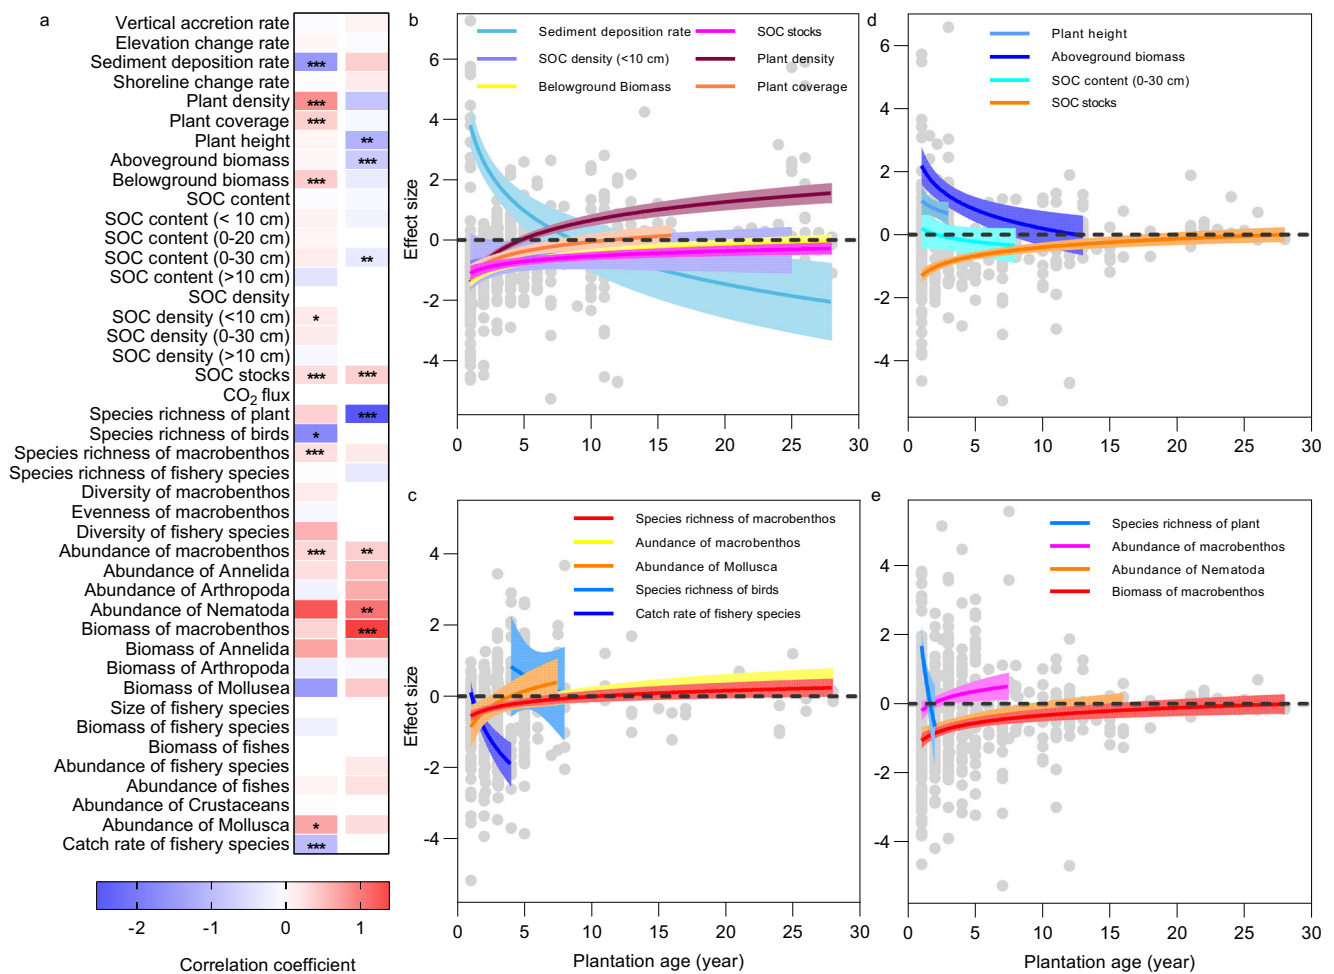 a
Vertical accretion rate
Elevation change rate
Sediment deposition rate ***
Shoreline change rate
Plant density ***
Plant coverage ***
Plant height **
Aboveground biomass ***
Belowground biomass ***
SOC content
SOC content (< 10 cm)
SOC content (0-20 cm)
SOC content (0-30 cm) **
SOC content (>10 cm)
SOC density
SOC density (<10 cm) *
SOC density (0-30 cm)
SOC density (>10 cm)
SOC stocks *** ***
CO2 flux
Species richness of plant ***
Species richness of birds *
Species richness of macrobenthos ***
Species richness of fishery species
Diversity of macrobenthos
Evenness of macrobenthos
Diversity of fishery species
Abundance of macrobenthos *** **
Abundance of Annelida
Abundance of Arthropoda
Abundance of Nematoda **
Biomass of macrobenthos ***
Biomass of Annelida
Biomass of Arthropoda
Biomass of Mollusea
Size of fishery species
Biomass of fishery species
Biomass of fishes
Abundance of fishery species
Abundance of fishes
Abundance of Crustaceans
Abundance of Mollusca *
Catch rate of fishery species ***
-2 -1 0 1
Correlation coefficient
b
Sediment deposition rate
SOC density (<10 cm)
Belowground Biomass
SOC stocks
Plant density
Plant coverage
Effect size
6
4
2
0
-2
-4
0 5 10 15 20 25 30
c
Species richness of macrobenthos
Aundance of macrobenthos
Abundance of Mollusca
Species richness of birds
Catch rate of fishery species
Effect size
4
2
0
-2
-4
0 5 10 15 20 25 30
Plantation age (year)
d
Plant height
Aboveground biomass
SOC content (0-30 cm)
SOC stocks
6
4
2
0
-2
-4
0 5 10 15 20 25 30
e
Species richness of plant
Abundance of macrobenthos
Abundance of Nematoda
Biomass of macrobenthos
4
2
0
-2
-4
0 5 10 15 20 25 30
Plantation age (year)